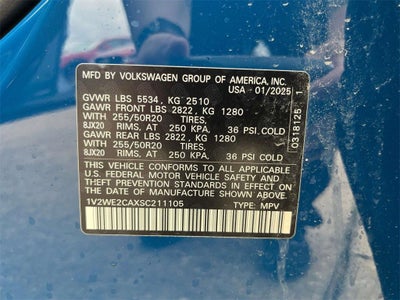 MFD BY VOLKSWAGEN GROUP OF AMERICA, INC.
USA - 01/2025
GVWR LBS 5534 , KG 2510
GAWR FRONT LBS 2822 , KG 1280
WITH 255/50R20 TIRES,
8JX20 RIMS, AT 250 KPA. 36 PSI.COLD
GAWR REAR LBS 2822 , KG 1280
WITH 255/50R20 TIRES,
8JX20 RIMS, AT 250 KPA. 36 PSI.COLD
THIS VEHICLE CONFORMS TO ALL APPLICABLE
U.S. FEDERAL MOTOR VEHICLE SAFETY
STANDARDS IN EFFECT ON THE
DATE OF MANUFACTURE SHOWN ABOVE.
1V2WE2CAXSC211105 TYPE: MPV
0318125 1